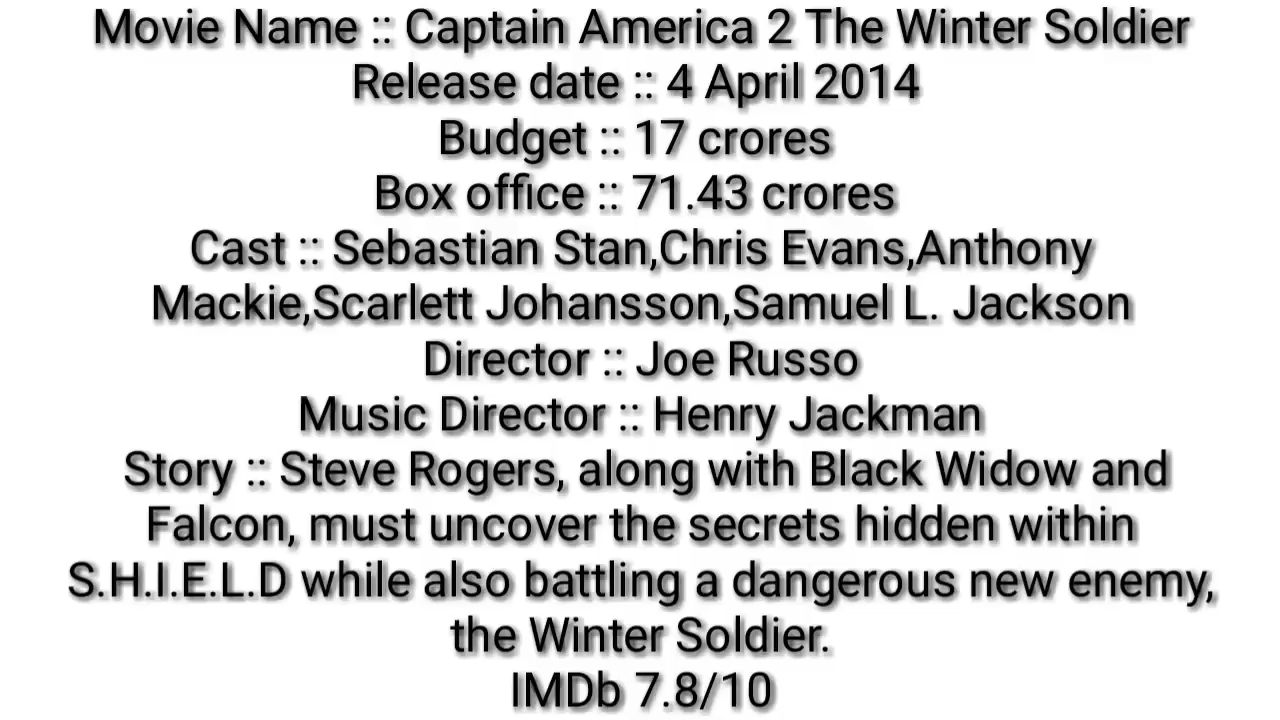 Movie Name :: Captain America 2 The Winter Soldier
Release date :: 4 April 2014
Budget :: 17 crores
Box office :: 71.43 crores
Cast :: Sebastian Stan,Chris Evans,Anthony
Mackie,Scarlett Johansson,Samuel L. Jackson
Director :: Joe Russo
Music Director :: Henry Jackman
Story :: Steve Rogers, along with Black Widow and
Falcon, must uncover the secrets hidden within
S.H.I.E.L.D while also battling a dangerous new enemy,
the Winter Soldier.
IMDb 7.8/10